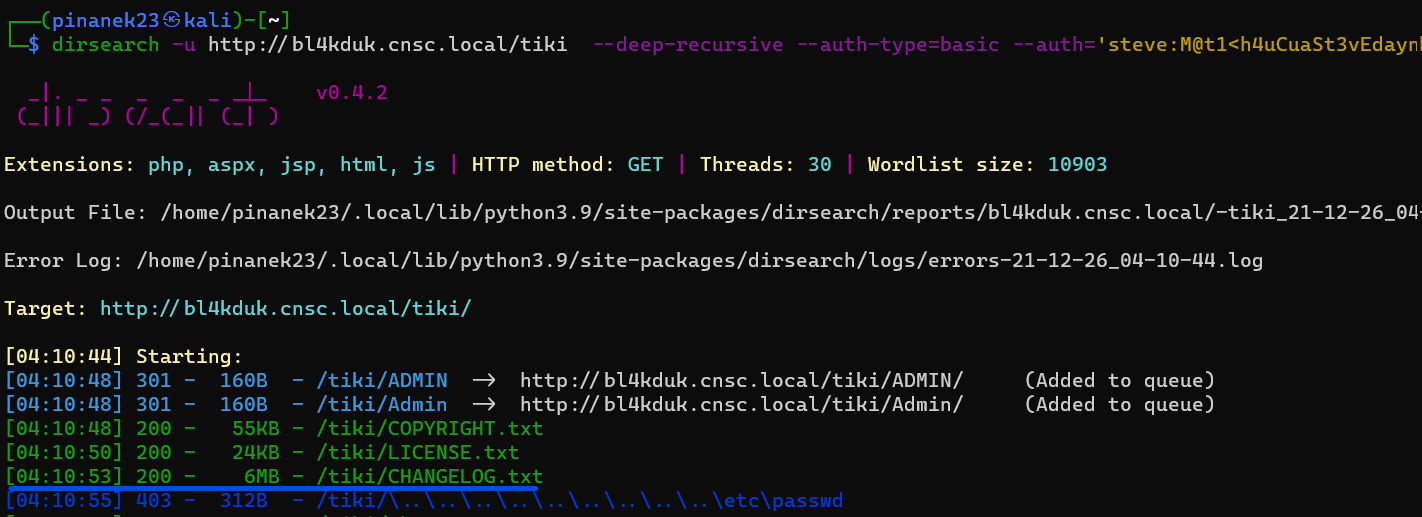 ┌──(pinanek23㉿kali)-[~]
└─$ dirsearch -u http://bl4kduk.cnsc.local/tiki --deep-recursive --auth-type=basic --auth='steve:M@t1<h4uCuaSt3vEdayn
v0.4.2
Extensions: php, aspx, jsp, html, js | HTTP method: GET | Threads: 30 | Wordlist size: 10903
Output File: /home/pinanek23/.local/lib/python3.9/site-packages/dirsearch/reports/bl4kduk.cnsc.local/-tiki_21-12-26_04-
Error Log: /home/pinanek23/.local/lib/python3.9/site-packages/dirsearch/logs/errors-21-12-26_04-10-44.log
Target: http://bl4kduk.cnsc.local/tiki/
[04:10:44] Starting:
[04:10:48] 301 - 160B - /tiki/ADMIN -> http://bl4kduk.cnsc.local/tiki/ADMIN/ (Added to queue)
[04:10:48] 301 - 160B - /tiki/Admin -> http://bl4kduk.cnsc.local/tiki/Admin/ (Added to queue)
[04:10:48] 200 - 55KB - /tiki/COPYRIGHT.txt
[04:10:50] 200 - 24KB - /tiki/LICENSE.txt
[04:10:53] 200 - 6MB - /tiki/CHANGELOG.txt
[04:10:55] 403 - 312B - /tiki/\..\..\..\..\..\..\..\..\..\etc\passwd